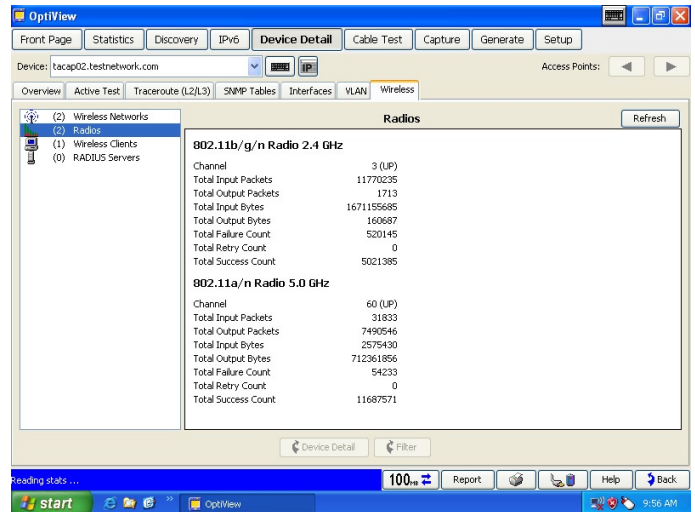 OptiView
Front Page Statistics Discovery IPv6 Device Detail Cable Test Capture Generate Setup
Device: tacap02.testnetwork.com IP Access Points:
Overview Active Test Traceroute (L2/L3) SNMP Tables Interfaces VLAN Wireless
(2) Wireless Networks
(2) Radios
(1) Wireless Clients
(0) RADIUS Servers
Radios Refresh
802.11b/g/n Radio 2.4 GHz
Channel 3 (UP)
Total Input Packets 11770235
Total Output Packets 1713
Total Input Bytes 1671155685
Total Output Bytes 160687
Total Failure Count 520145
Total Retry Count 0
Total Success Count 5021385
802.11a/n Radio 5.0 GHz
Channel 60 (UP)
Total Input Packets 31833
Total Output Packets 7490546
Total Input Bytes 2575430
Total Output Bytes 712361856
Total Failure Count 54233
Total Retry Count 0
Total Success Count 11687571
Device Detail Filter
Reading stats ... 100MB Report Help Back
start OptiView 9:56 AM